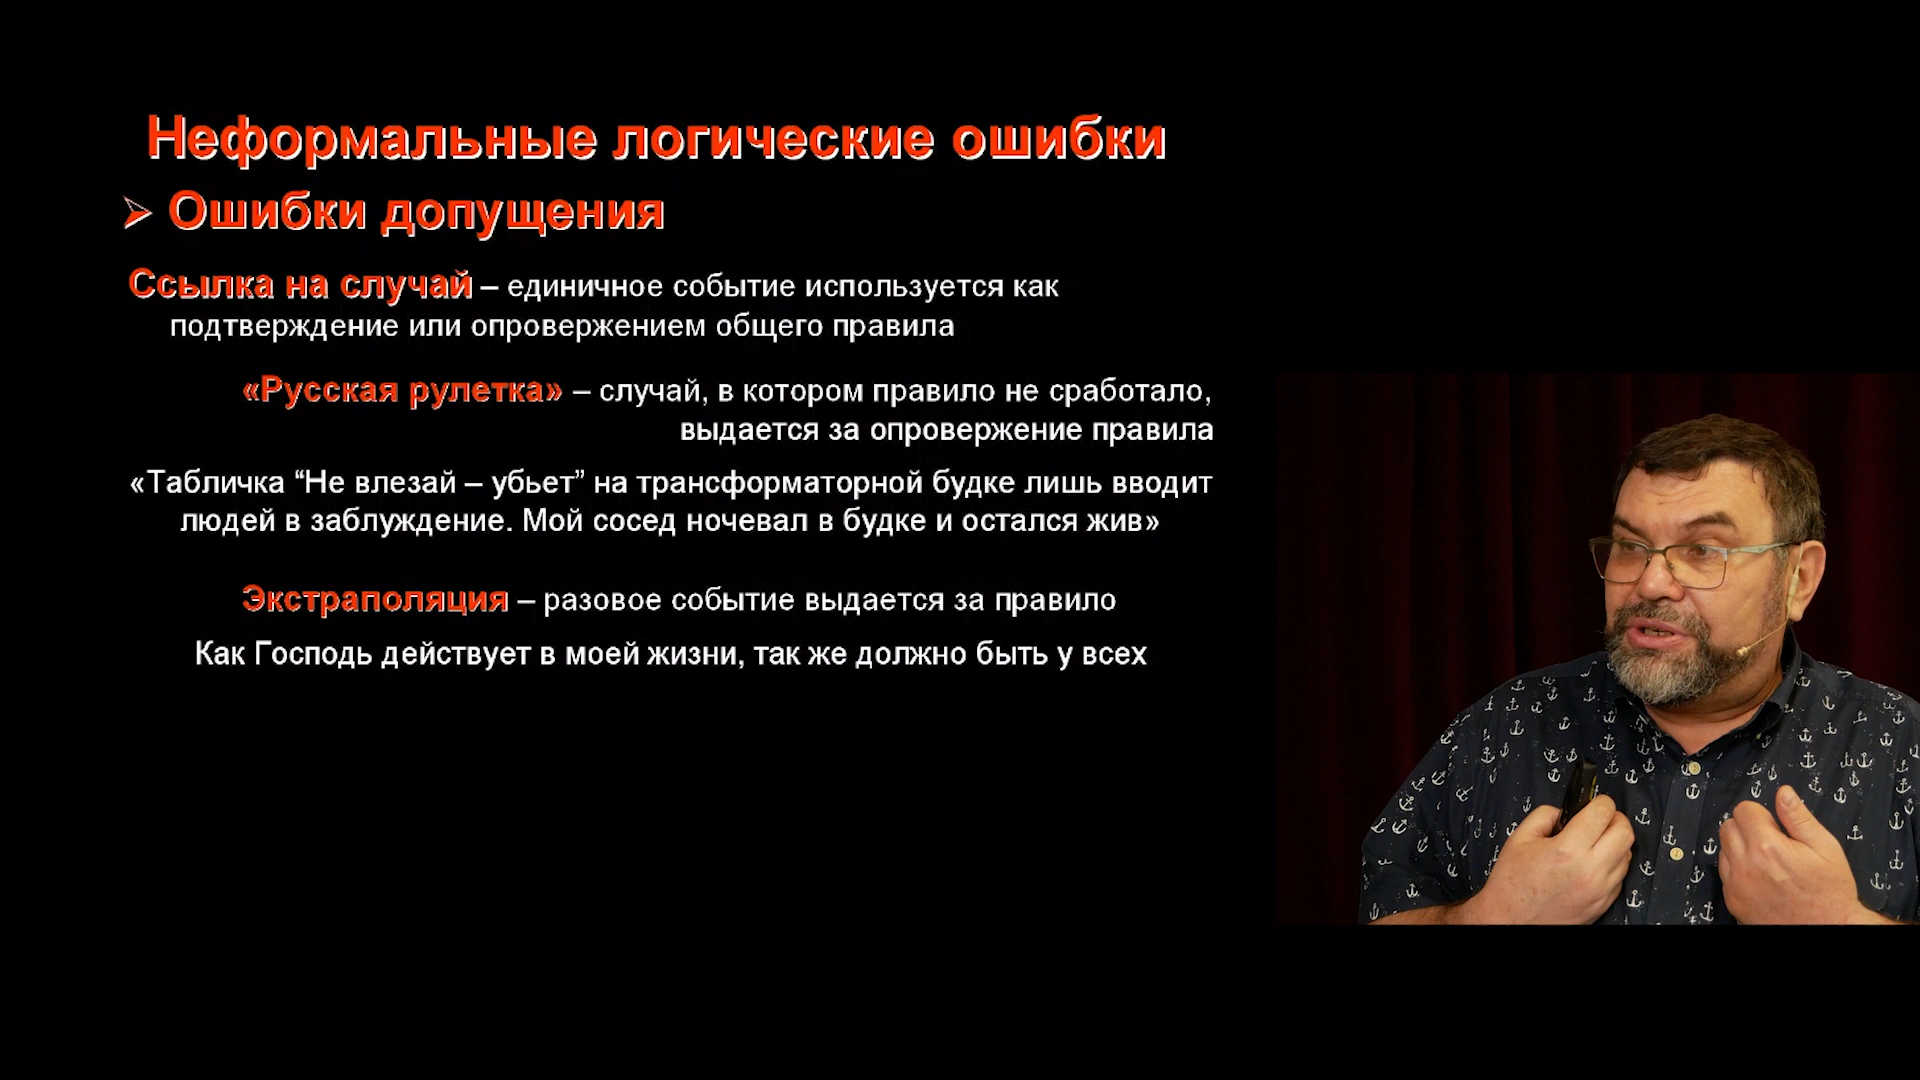 Неформальные логические ошибки
➢ Ошибки допущения
Ссылка на случай – единичное событие используется как
подтверждение или опровержением общего правила
«Русская рулетка» – случай, в котором правило не сработало,
выдается за опровержение правила
«Табличка “Не влезай – убьет” на трансформаторной будке лишь вводит
людей в заблуждение. Мой сосед ночевал в будке и остался жив»
Экстраполяция – разовое событие выдается за правило
Как Господь действует в моей жизни, так же должно быть у всех